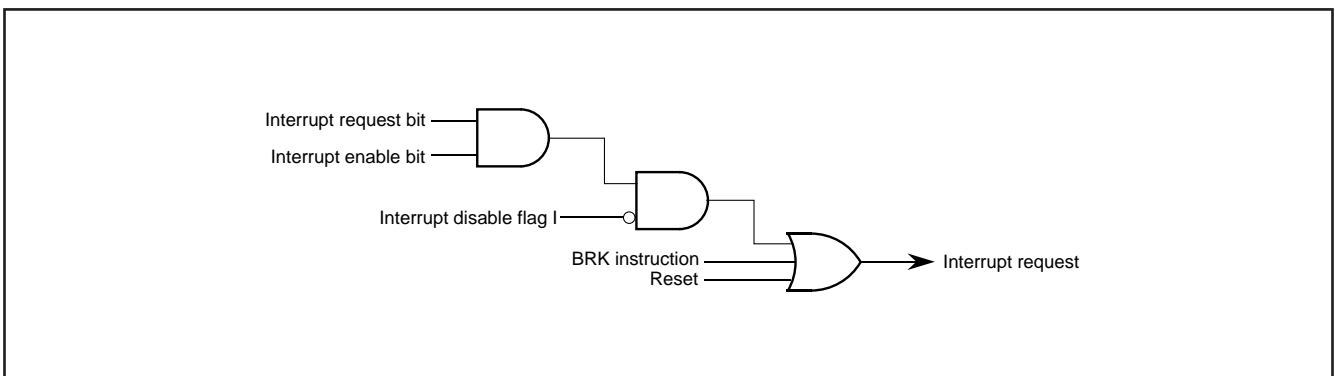 Interrupt request bit
Interrupt enable bit
Interrupt disable flag I
BRK instruction
Reset
Interrupt request